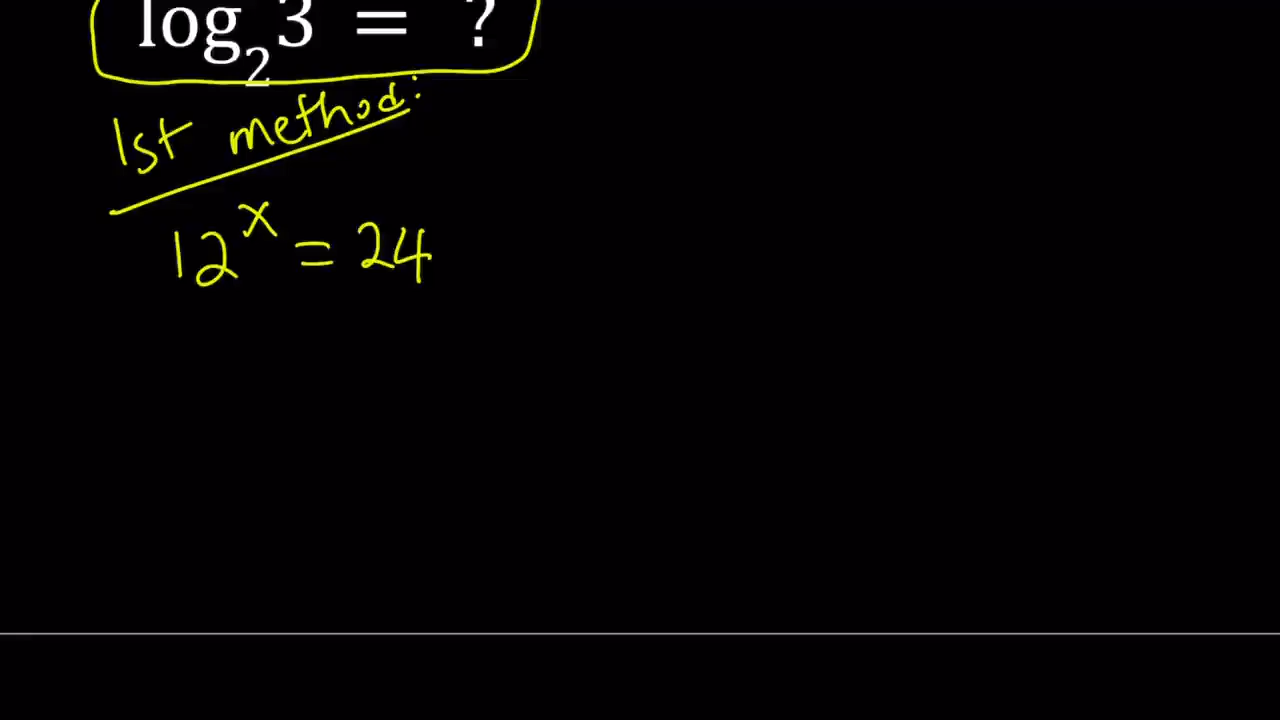 log₂3 = ?
1st method:
12ˣ = 24